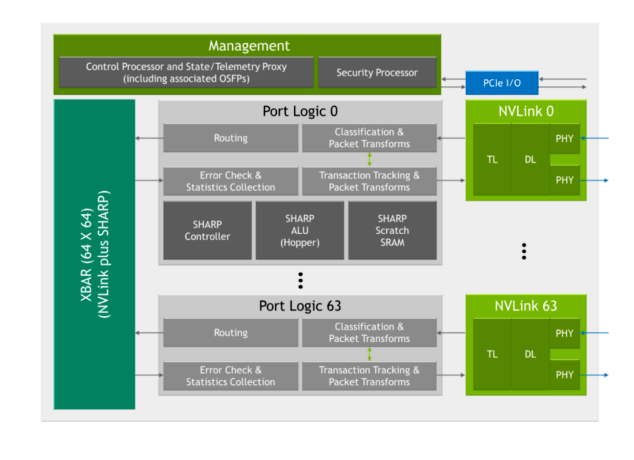 Management
Control Processor and State/Telemetry Proxy
(including associated OSFPs)
Security Processor
PCIe I/O
XBAR (64 X 64)
(NVLink plus SHARP)
Port Logic 0
Routing
Classification &
Packet Transforms
Error Check &
Statistics Collection
Transaction Tracking &
Packet Transforms
SHARP
Controller
SHARP
ALU
(Hopper)
SHARP
Scratch
SRAM
NVLink 0
TL
DL
PHY
PHY
Port Logic 63
Routing
Classification &
Packet Transforms
Error Check &
Statistics Collection
Transaction Tracking &
Packet Transforms
NVLink 63
TL
DL
PHY
PHY